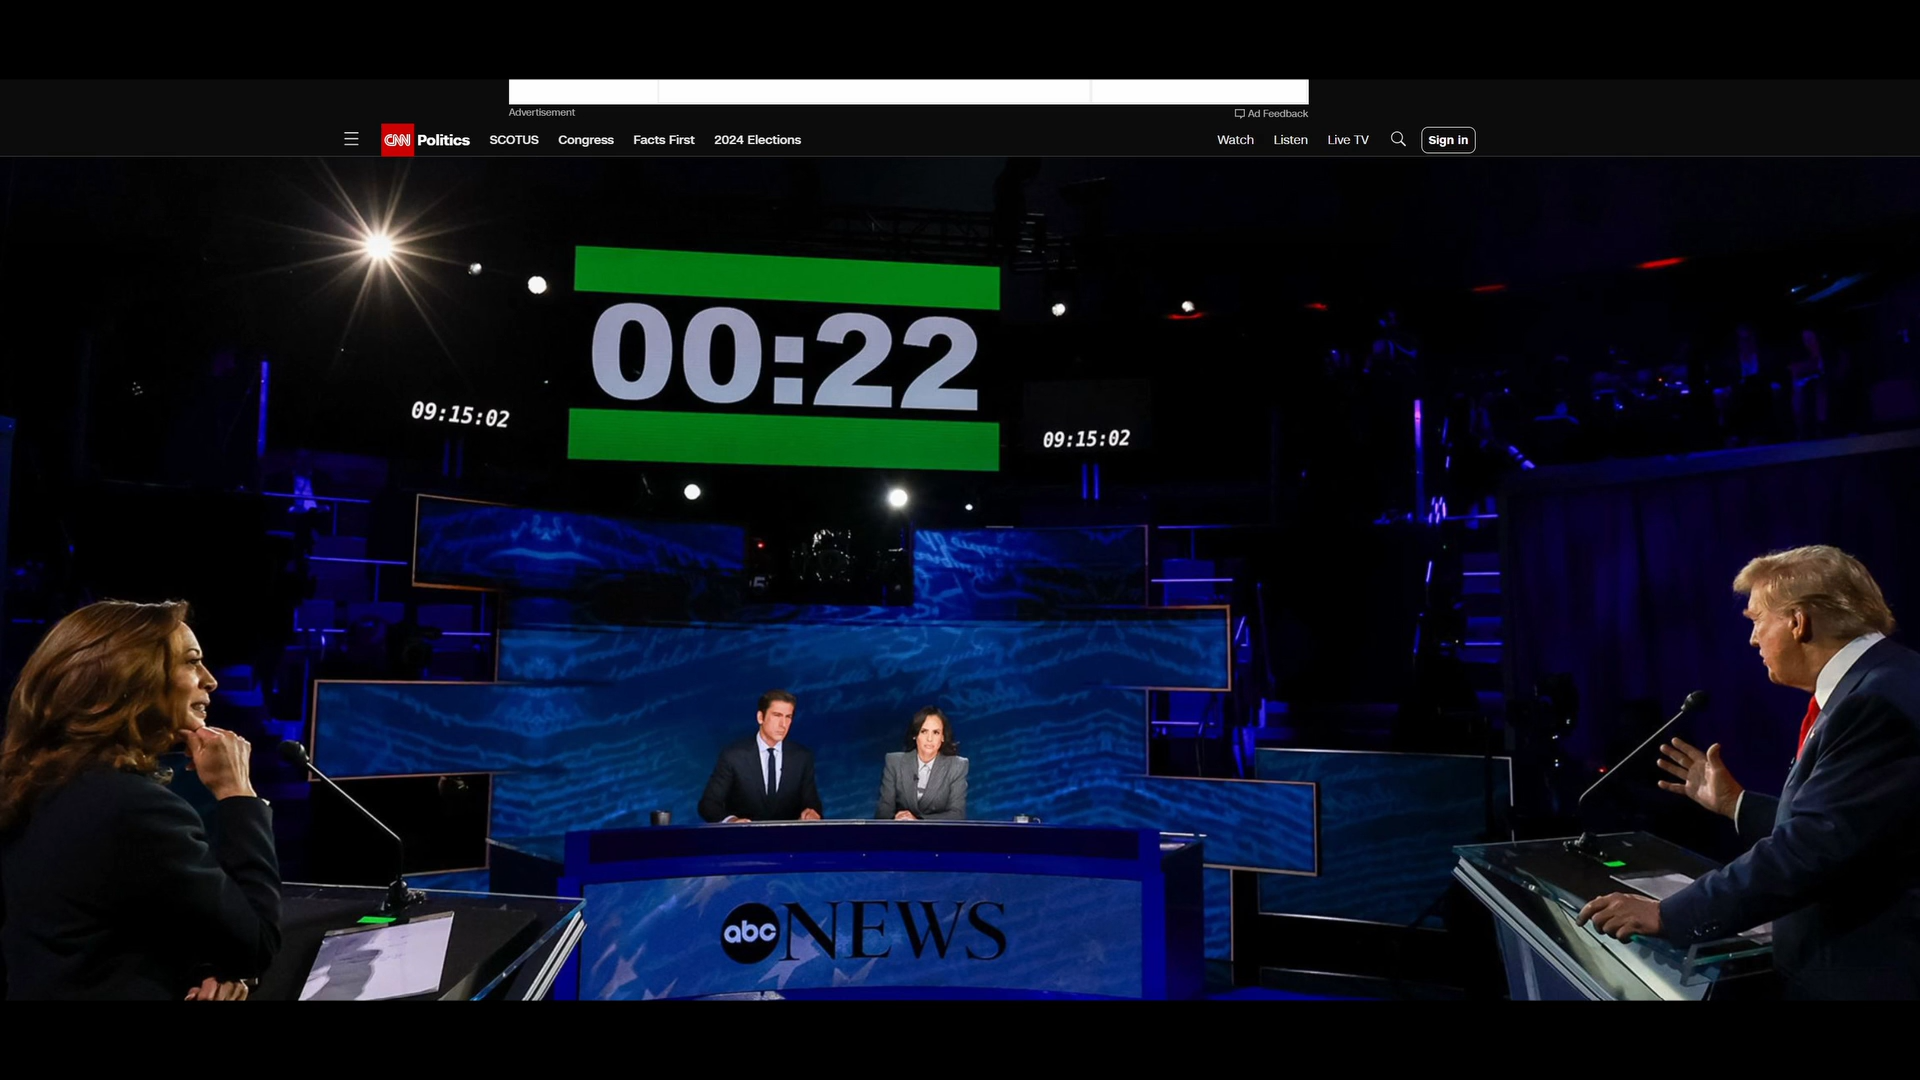 Advertisement
Ad Feedback
CNN Politics SCOTUS Congress Facts First 2024 Elections Watch Listen Live TV Sign in
00:22
09:15:02
09:15:02
abc NEWS